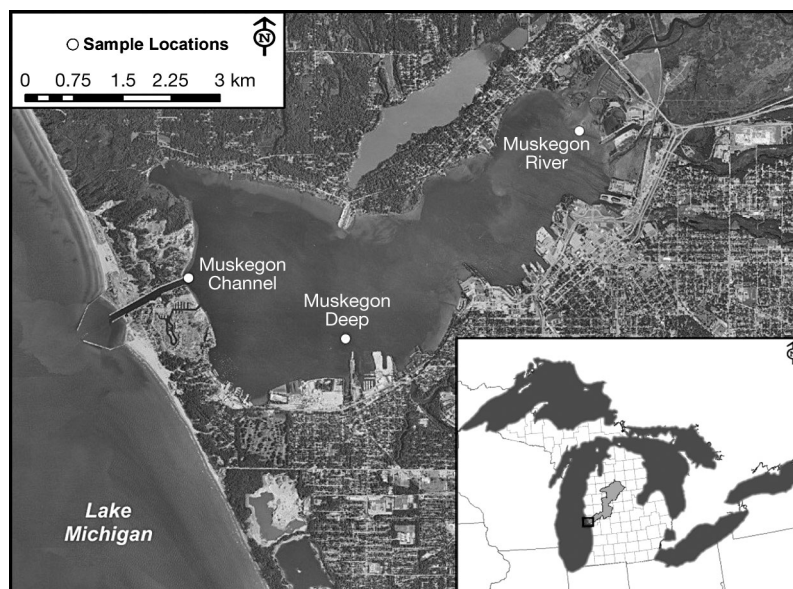 N
Sample Locations
0 0.75 1.5 2.25 3 km
Muskegon
River
Muskegon
Channel
Muskegon
Deep
Lake
Michigan